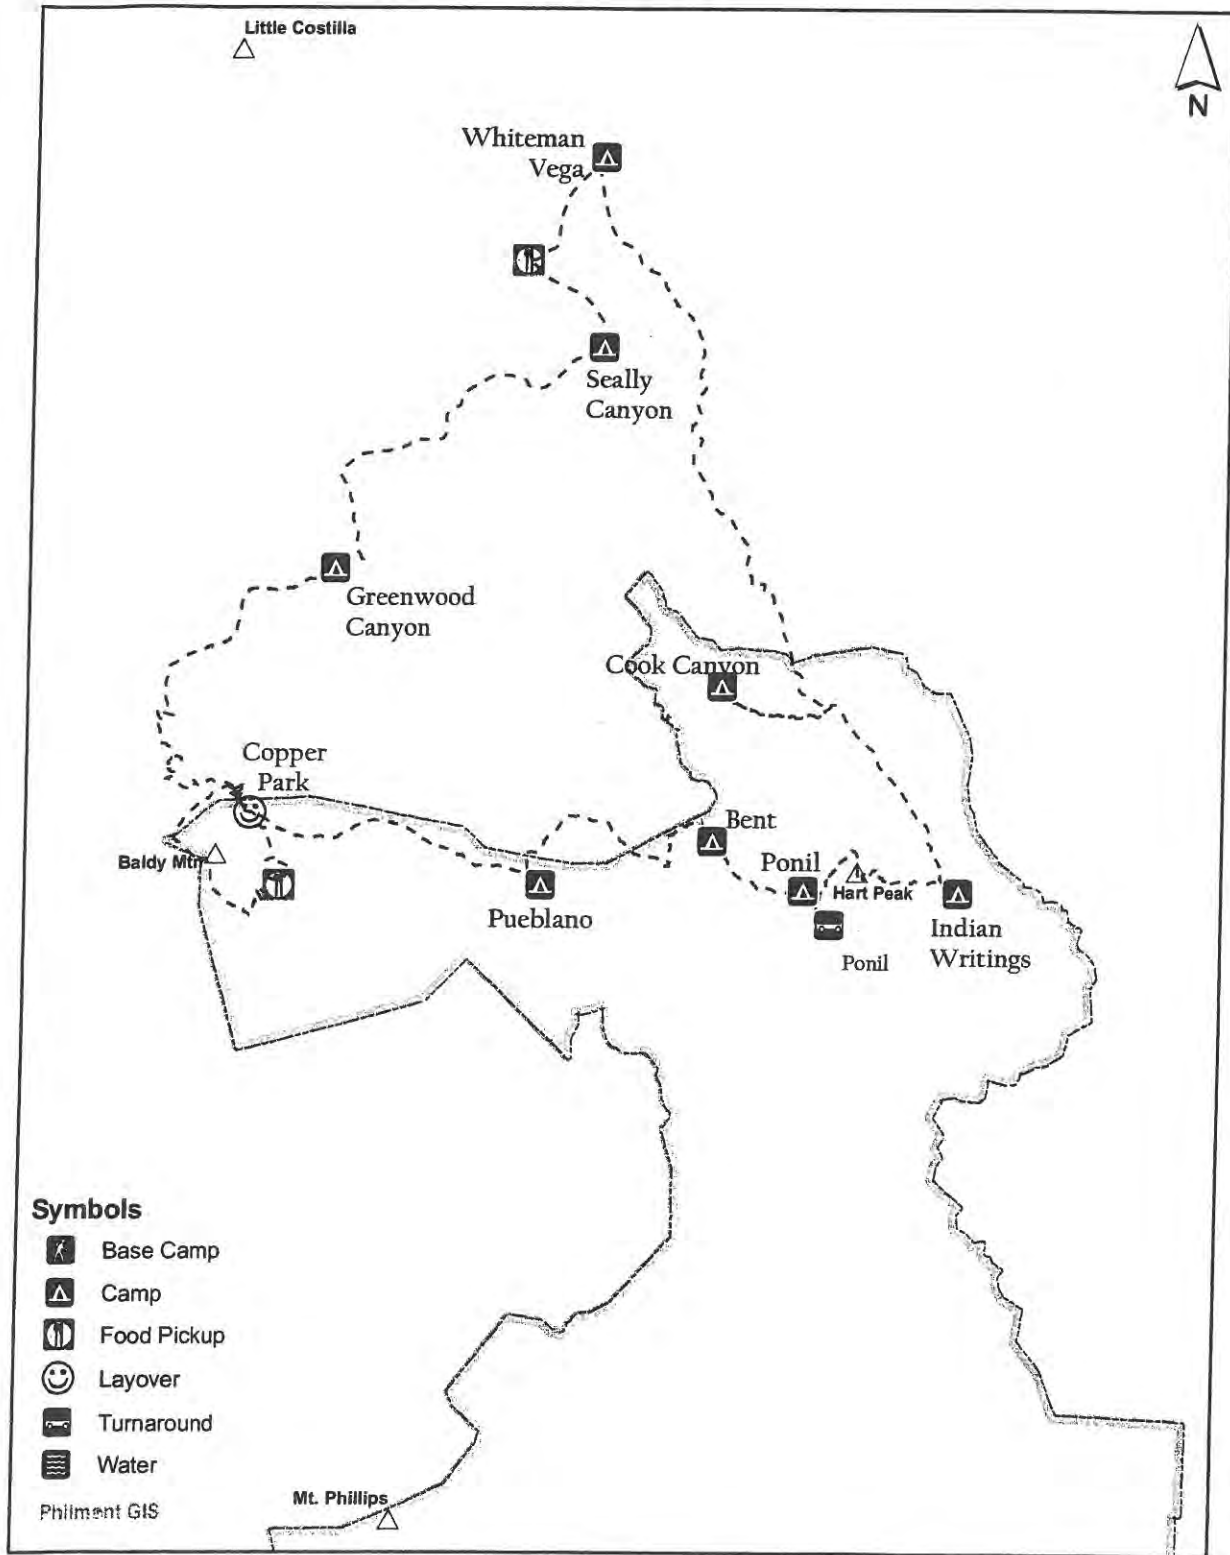 Little Costilla
N
Whiteman
Vega
Seally
Canyon
Greenwood
Canyon
Cook Canyon
Copper
Park
Bent
Baldy Mtn
Ponil
Hart Peak
Pueblano
Indian
Writings
Ponil
Symbols
Base Camp
Camp
Food Pickup
Layover
Turnaround
Water
Philmont GIS
Mt. Phillips